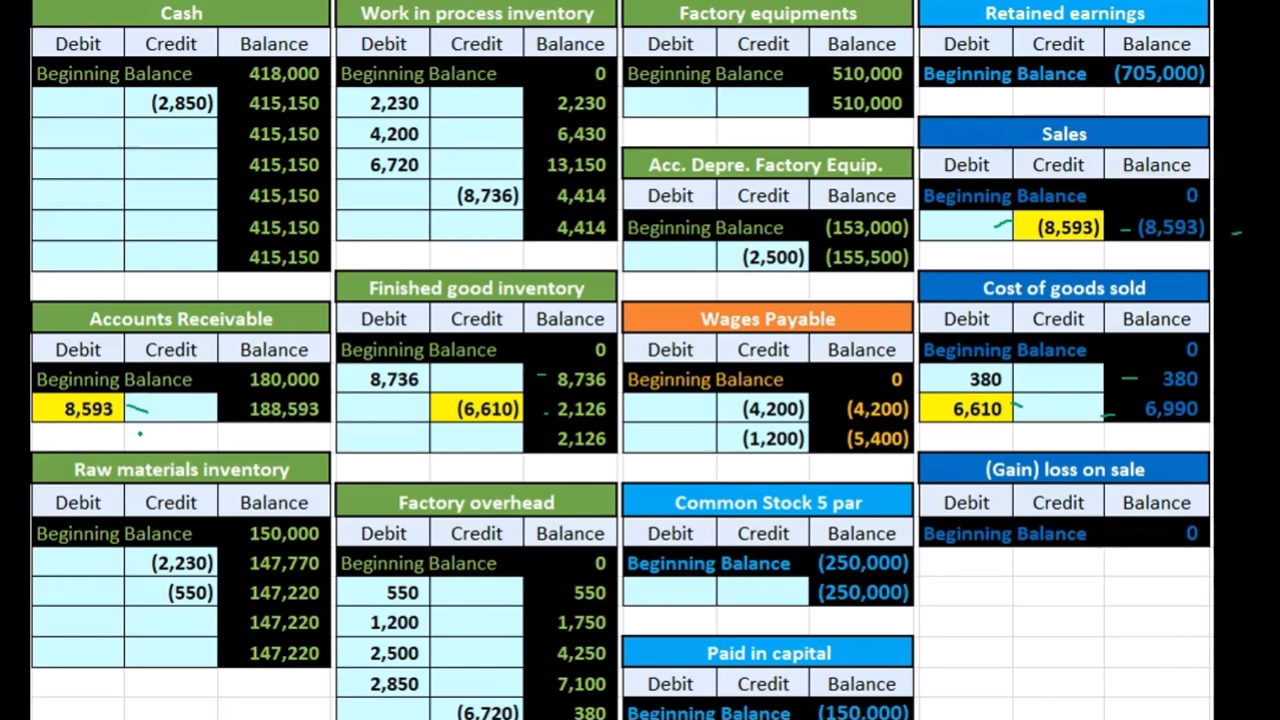 Cash
Debit Credit Balance
Beginning Balance 418,000
(2,850) 415,150
415,150
415,150
415,150
415,150
415,150
Accounts Receivable
Debit Credit Balance
Beginning Balance 180,000
8,593 188,593
Raw materials inventory
Debit Credit Balance
Beginning Balance 150,000
(2,230) 147,770
(550) 147,220
147,220
147,220
Work in process inventory
Debit Credit Balance
Beginning Balance 0
2,230 2,230
4,200 6,430
6,720 13,150
(8,736) 4,414
4,414
Finished good inventory
Debit Credit Balance
Beginning Balance 0
8,736 8,736
(6,610) 2,126
2,126
Factory overhead
Debit Credit Balance
Beginning Balance 0
550 550
1,200 1,750
2,500 4,250
2,850 7,100
(6,720) 380
Factory equipments
Debit Credit Balance
Beginning Balance 510,000
510,000
Acc. Depre. Factory Equip.
Debit Credit Balance
Beginning Balance (153,000)
(2,500) (155,500)
Wages Payable
Debit Credit Balance
Beginning Balance 0
(4,200) (4,200)
(1,200) (5,400)
Common Stock 5 par
Debit Credit Balance
Beginning Balance (250,000)
(250,000)
Paid in capital
Debit Credit Balance
Beginning Balance (150,000)
Retained earnings
Debit Credit Balance
Beginning Balance (705,000)
Sales
Debit Credit Balance
Beginning Balance 0
(8,593) (8,593)
Cost of goods sold
Debit Credit Balance
Beginning Balance 0
380 380
6,610 6,990
(Gain) loss on sale
Debit Credit Balance
Beginning Balance 0